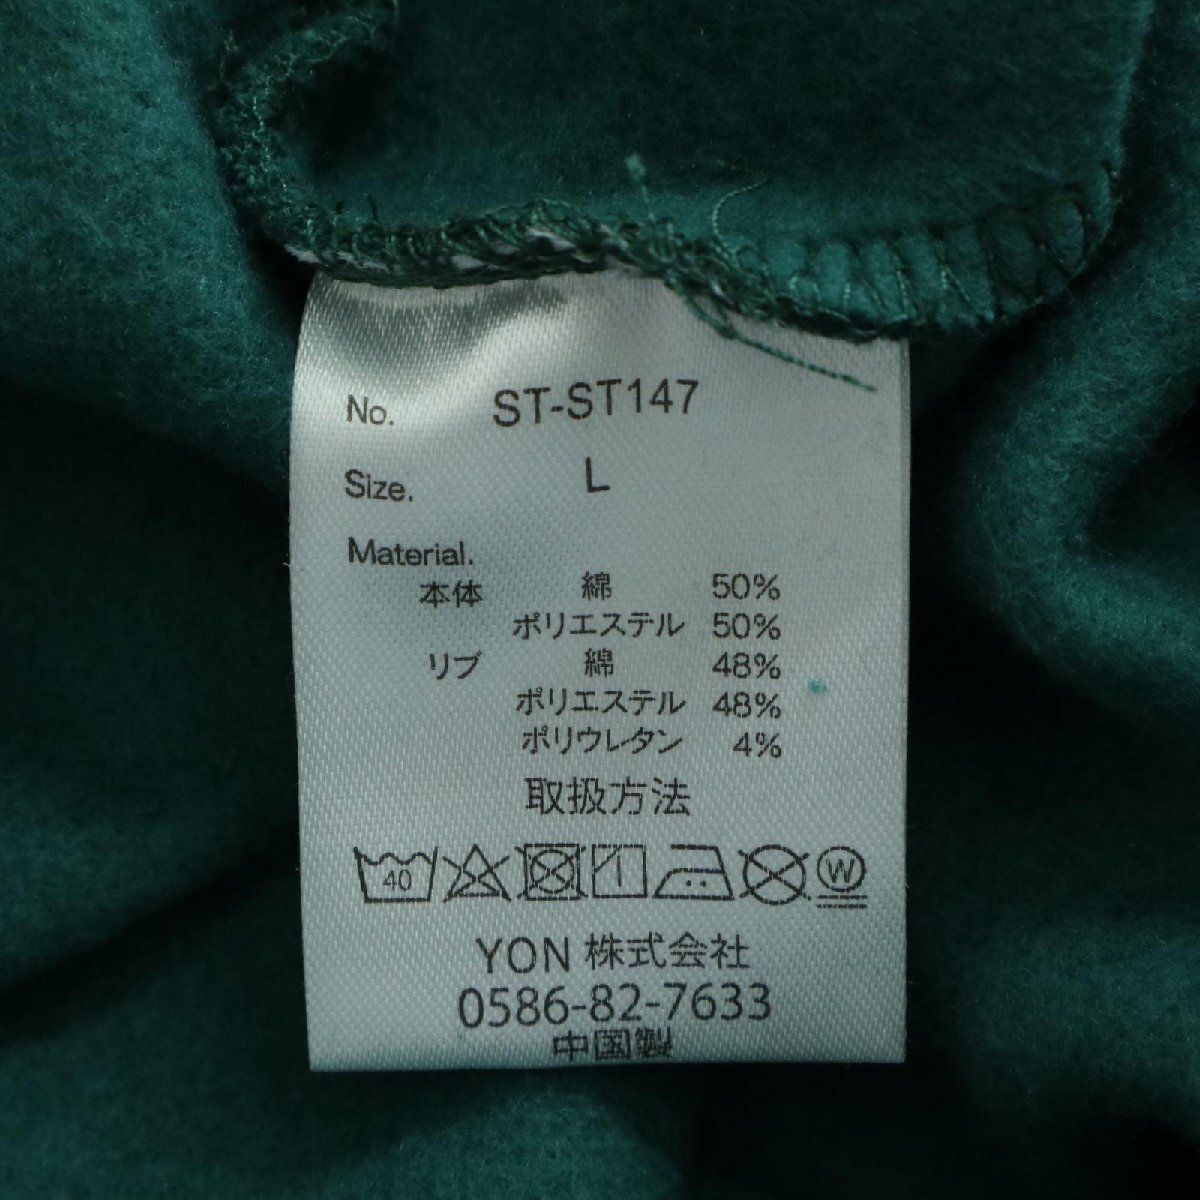 No. ST-ST147
Size. L
Material.
本体 綿 50%
ポリエステル 50%
リブ 綿 48%
ポリエステル 48%
ポリウレタン 4%
取扱方法
40 W
YON 株式会社
0586-82-7633
中国製